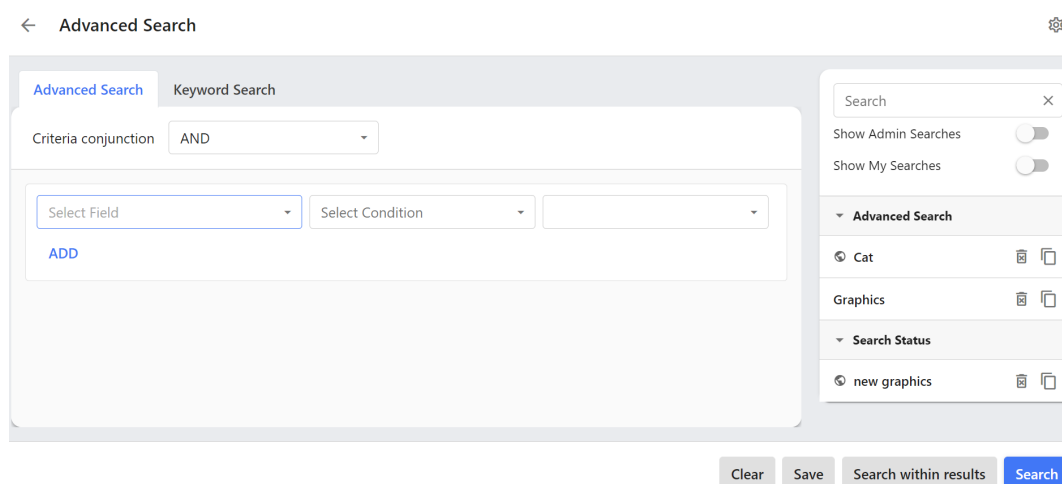 Advanced Search
Advanced Search
Keyword Search
Criteria conjunction
AND
Select Field
Select Condition
ADD
Search
Show Admin Searches
Show My Searches
Advanced Search
Cat
Graphics
Search Status
new graphics
Clear
Save
Search within results
Search